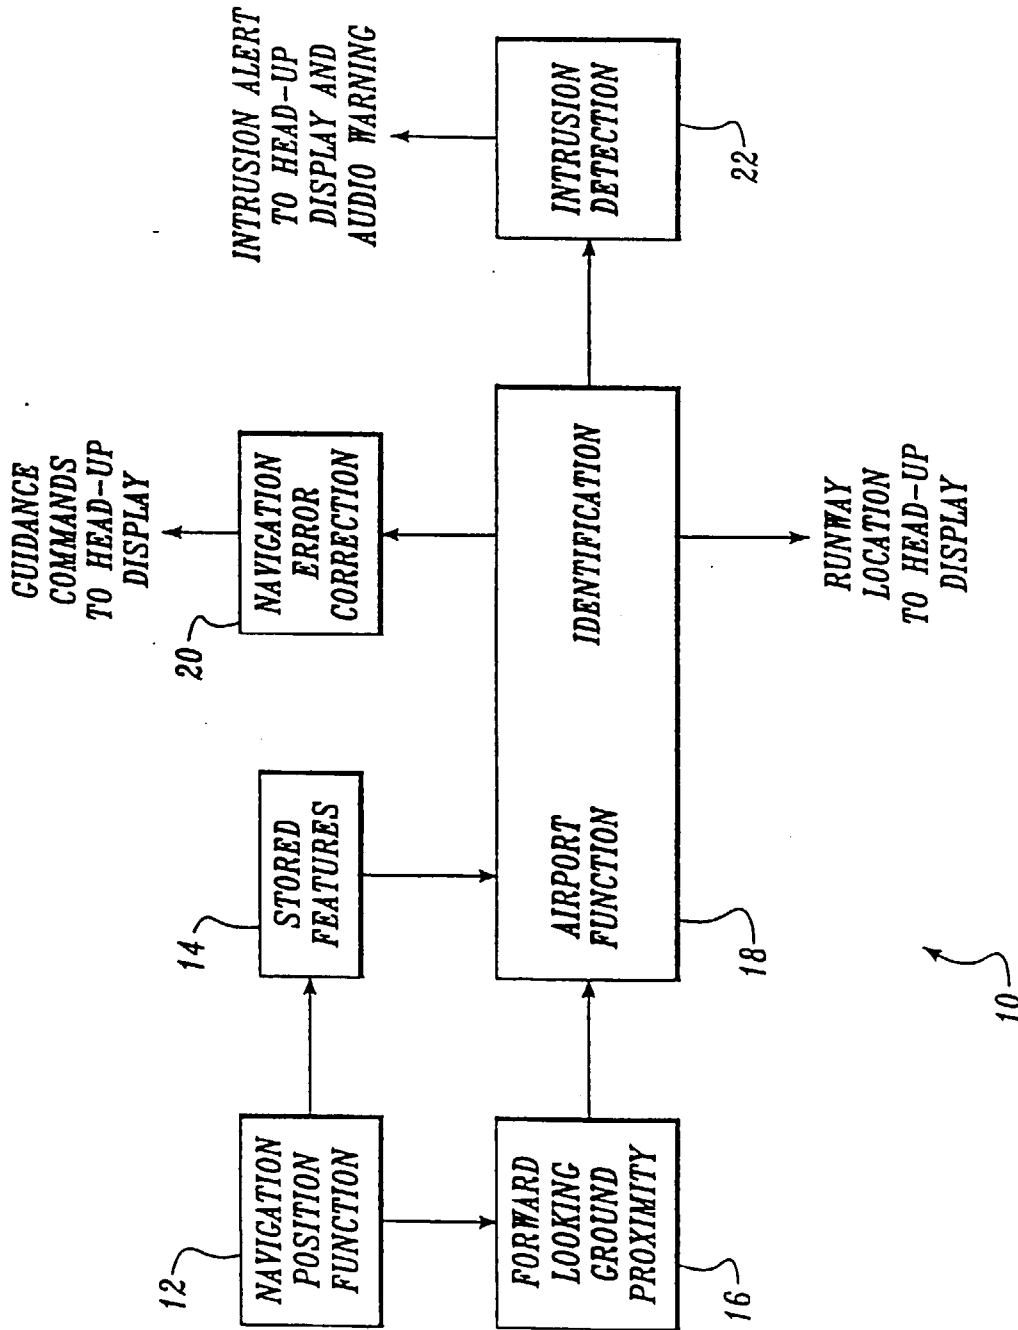 GUIDANCE
COMMANDS
TO HEAD-UP
DISPLAY
INTRUSION ALERT
TO HEAD-UP
DISPLAY AND
AUDIO WARNING
12
NAVIGATION
POSITION
FUNCTION
14
STORED
FEATURES
20
NAVIGATION
ERROR
CORRECTION
FORWARD
LOOKING
GROUND
PROXIMITY
16
AIRPORT
FUNCTION
IDENTIFICATION
18
INTRUSION
DETECTION
22
RUNWAY
LOCATION
TO HEAD-UP
DISPLAY
10